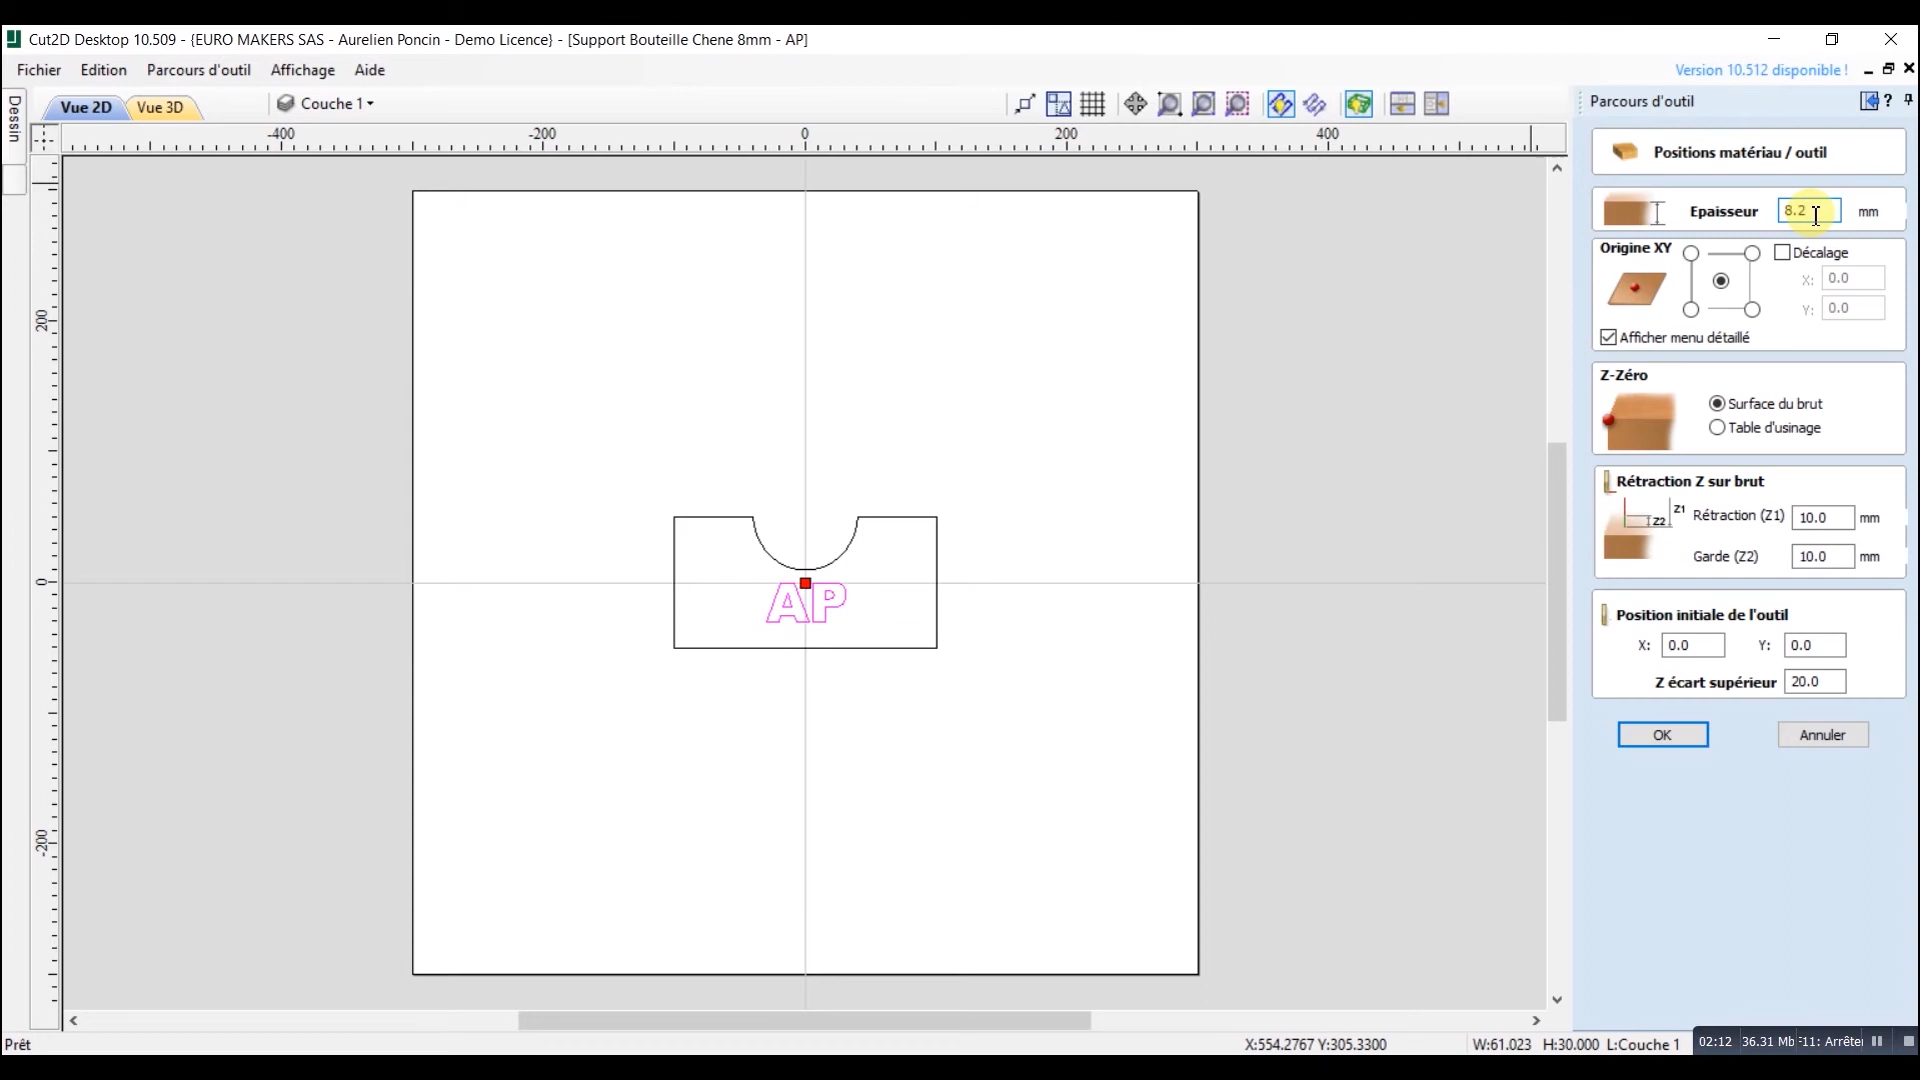 Cut2D Desktop 10.509 - {EURO MAKERS SAS - Aurelien Poncin - Demo Licence} - [Support Bouteille Chene 8mm - AP]
Fichier Edition Parcours d'outil Affichage Aide Version 10.512 disponible !
Dessin
Vue 2D Vue 3D Couche 1
-400 -200 0 200 400
200
0
-200
AP
Parcours d'outil ?
Positions matériau / outil
Epaisseur 8.2 mm
Origine XY Décalage
X: 0.0
Y: 0.0
Afficher menu détaillé
Z-Zéro
Surface du brut
Table d'usinage
Rétraction Z sur brut
Z1 Z2 Rétraction (Z1) 10.0 mm
Garde (Z2) 10.0 mm
Position initiale de l'outil
X: 0.0 Y: 0.0
Z écart supérieur 20.0
OK Annuler
Prêt X:554.2767 Y:305.3300 W:61.023 H:30.000 L:Couche 1 02:12 36.31 Mb